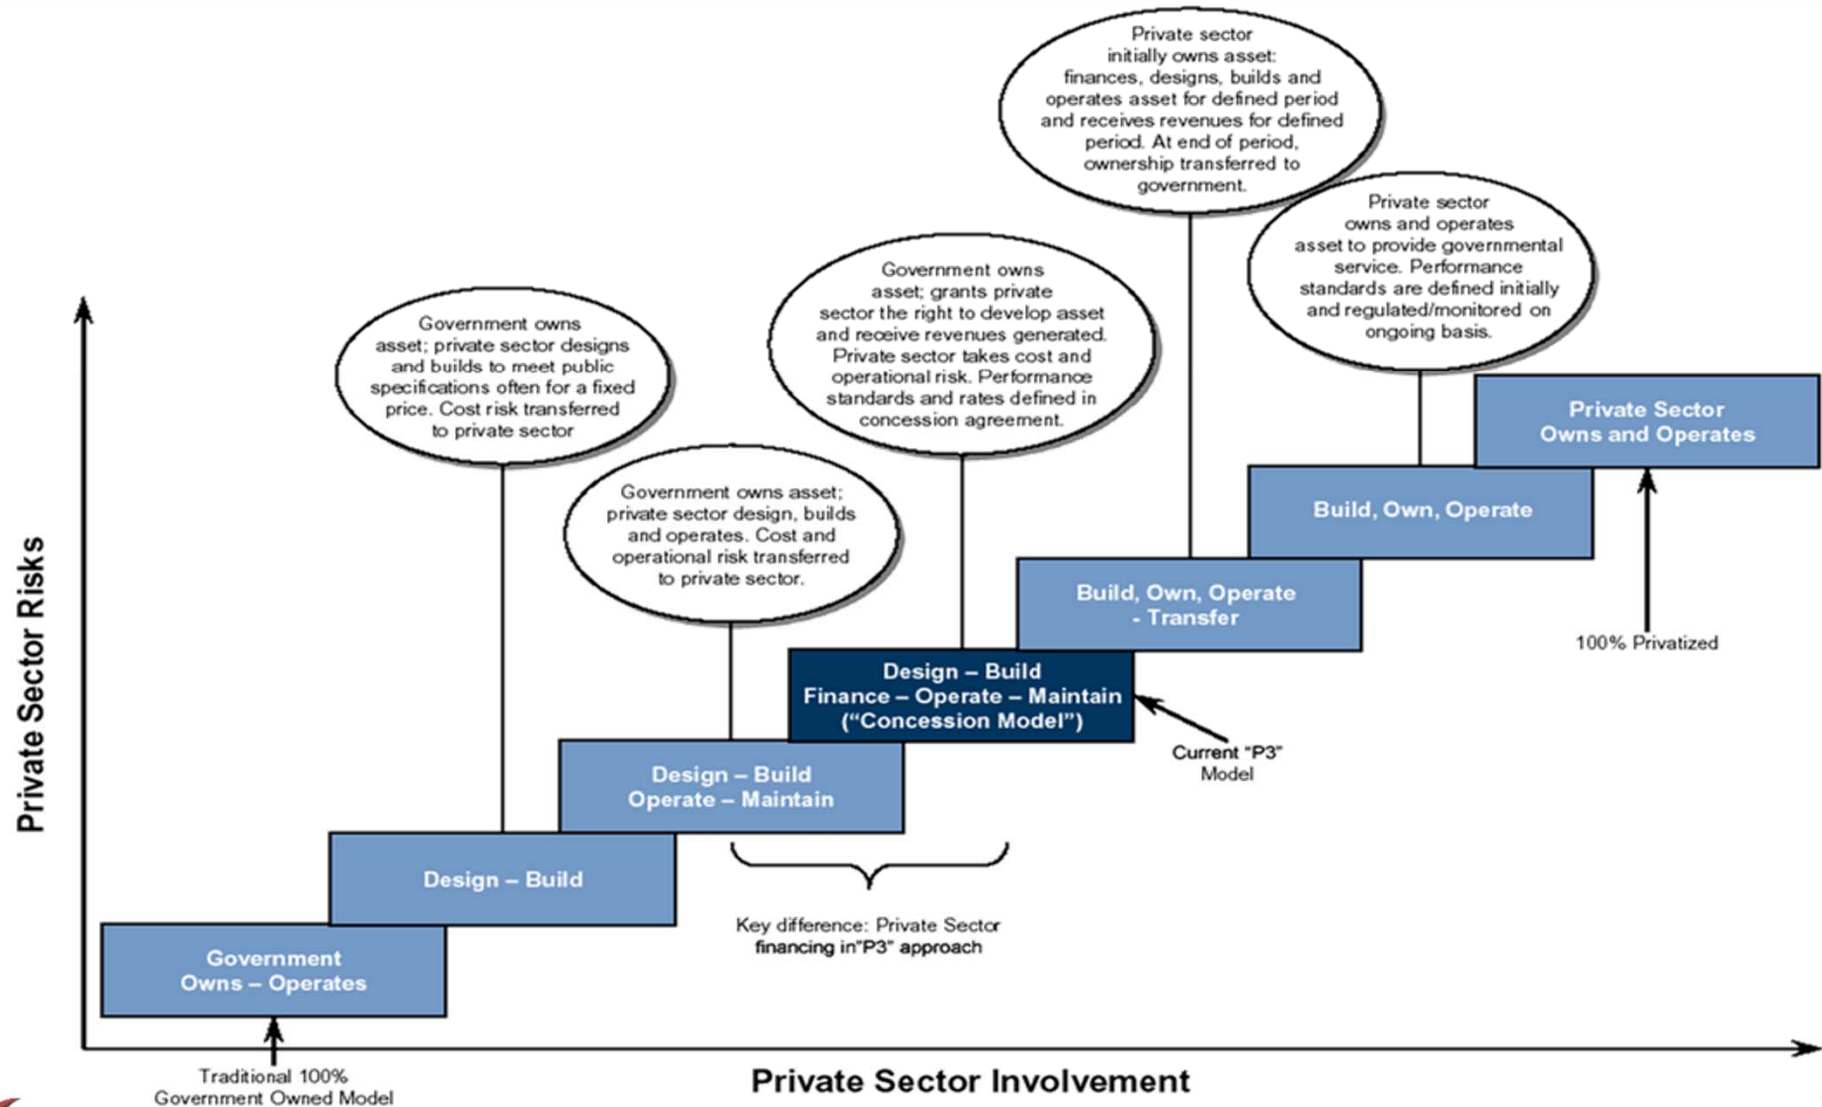 Private sector
initially owns asset:
finances, designs, builds and
operates asset for defined period
and receives revenues for defined
period. At end of period,
ownership transferred to
government.
Private sector
owns and operates
asset to provide governmental
service. Performance
standards are defined initially
and regulated/monitored on
ongoing basis.
Government owns
asset; grants private
sector the right to develop asset
and receive revenues generated.
Private sector takes cost and
operational risk. Performance
standards and rates defined in
concession agreement.
Government owns
asset; private sector designs
and builds to meet public
specifications often for a fixed
price. Cost risk transferred
to private sector
Government owns asset;
private sector design, builds
and operates. Cost and
operational risk transferred
to private sector.
Private Sector
Owns and Operates
Build, Own, Operate
Build, Own, Operate
- Transfer
100% Privatized
Design – Build
Finance – Operate – Maintain
(“Concession Model”)
Current "P3"
Model
Design – Build
Operate – Maintain
Design – Build
Key difference: Private Sector
financing in"P3" approach
Government
Owns – Operates
Traditional 100%
Government Owned Model
Private Sector Risks
Private Sector Involvement